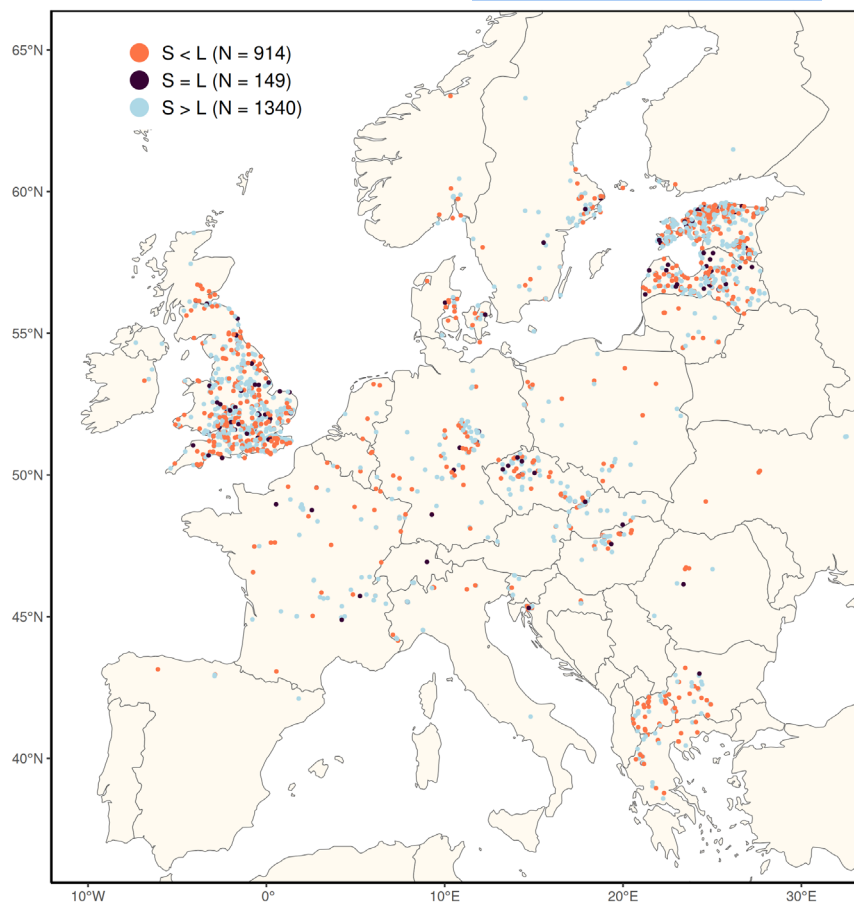 65°N
S < L (N = 914)
S = L (N = 149)
S > L (N = 1340)
60°N
55°N
50°N
45°N
40°N
10°W 0° 10°E 20°E 30°E